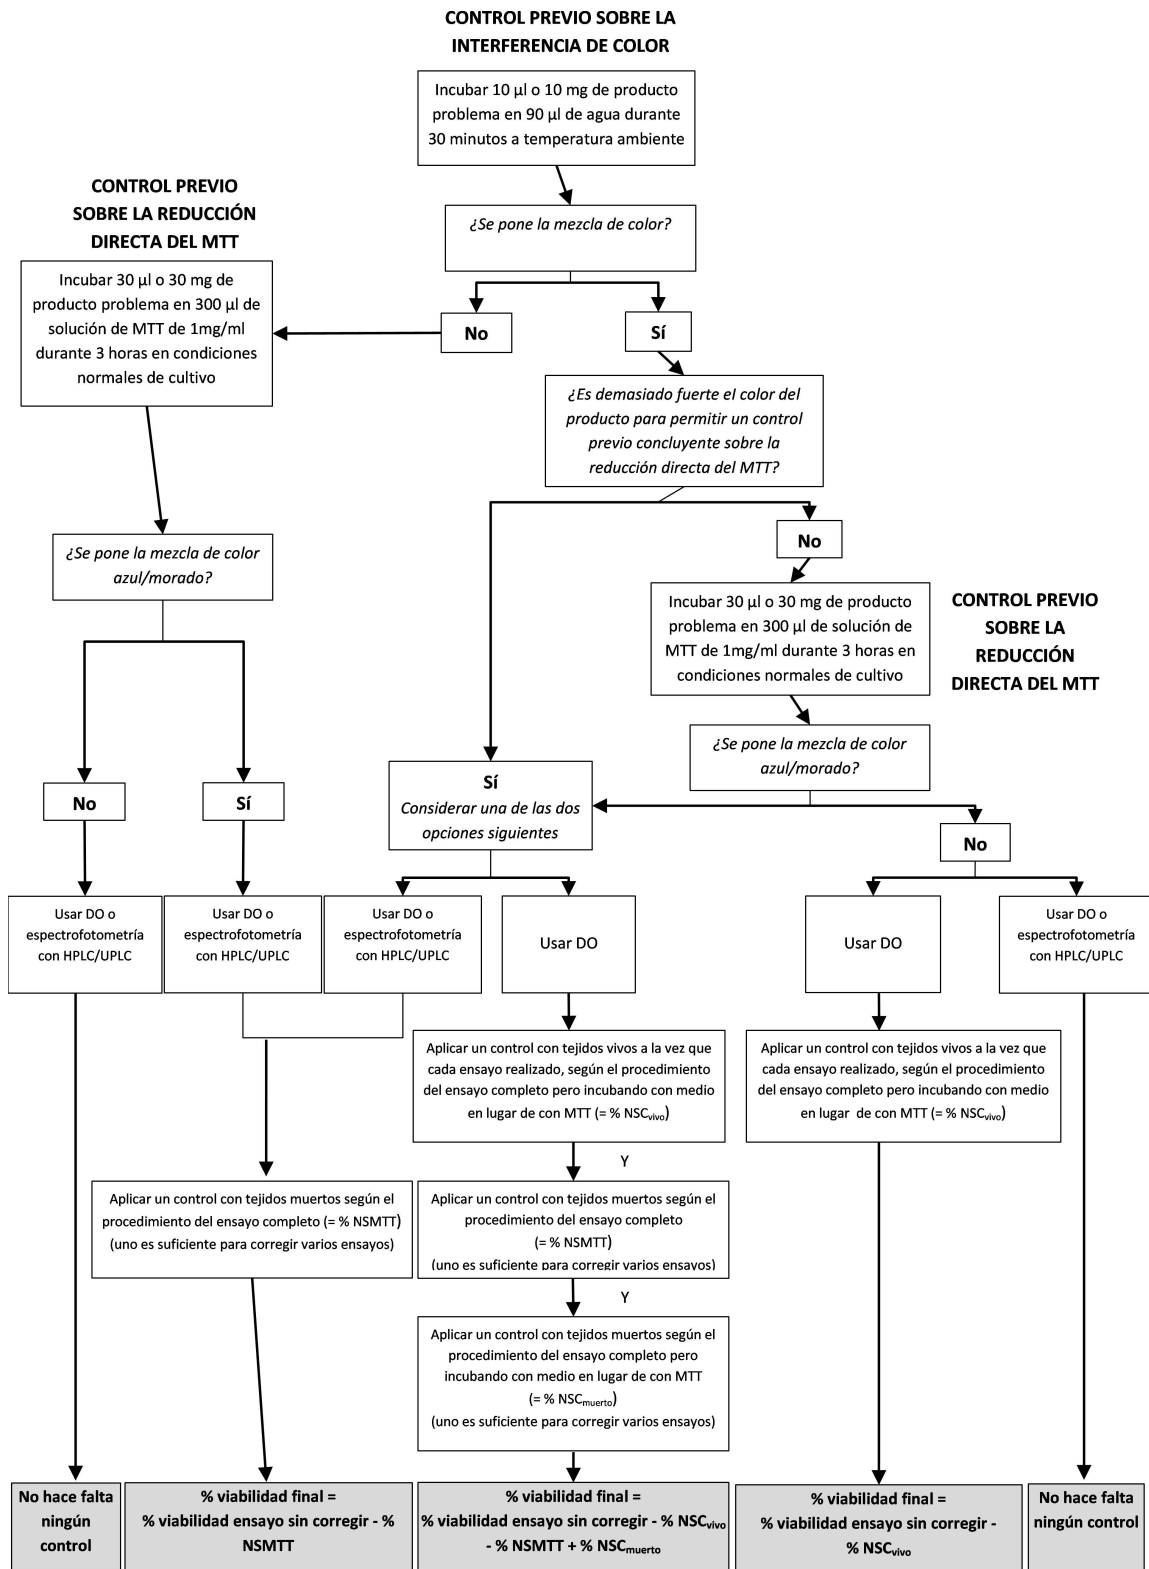 CONTROL PREVIO SOBRE LA
INTERFERENCIA DE COLOR
Incubar 10 µl o 10 mg de producto
problema en 90 µl de agua durante
30 minutos a temperatura ambiente
¿Se pone la mezcla de color?
CONTROL PREVIO
SOBRE LA REDUCCIÓN
DIRECTA DEL MTT
Incubar 30 µl o 30 mg de
producto problema en 300 µl de
solución de MTT de 1mg/ml
durante 3 horas en condiciones
normales de cultivo
No
Sí
¿Es demasiado fuerte el color del
producto para permitir un control
previo concluyente sobre la
reducción directa del MTT?
¿Se pone la mezcla de color
azul/morado?
No
Incubar 30 µl o 30 mg de producto
problema en 300 µl de solución de
MTT de 1mg/ml durante 3 horas en
condiciones normales de cultivo
CONTROL PREVIO
SOBRE LA
REDUCCIÓN
DIRECTA DEL MTT
¿Se pone la mezcla de color
azul/morado?
No
Sí
Sí
Considerar una de las dos
opciones siguientes
No
Usar DO o
espectrofotometría
con HPLC/UPLC
Usar DO o
espectrofotometría
con HPLC/UPLC
Usar DO o
espectrofotometría
con HPLC/UPLC
Usar DO
Usar DO
Usar DO o
espectrofotometría
con HPLC/UPLC
Aplicar un control con tejidos vivos a la vez que
cada ensayo realizado, según el procedimiento
del ensayo completo pero incubando con medio
en lugar de con MTT (= % NSCvivo)
Aplicar un control con tejidos vivos a la vez que
cada ensayo realizado, según el procedimiento
del ensayo completo pero incubando con medio
en lugar de con MTT (= % NSCvivo)
Y
Aplicar un control con tejidos muertos según el
procedimiento del ensayo completo (= % NSMTT)
(uno es suficiente para corregir varios ensayos)
Aplicar un control con tejidos muertos según el
procedimiento del ensayo completo
(= % NSMTT)
(uno es suficiente para corregir varios ensayos)
Y
Aplicar un control con tejidos muertos según el
procedimiento del ensayo completo pero
incubando con medio en lugar de con MTT
(= % NSCmuerto)
(uno es suficiente para corregir varios ensayos)
No hace falta
ningún
control
% viabilidad final =
% viabilidad ensayo sin corregir - %
NSMTT
% viabilidad final =
% viabilidad ensayo sin corregir - % NSCvivo
- % NSMTT + % NSCmuerto
% viabilidad final =
% viabilidad ensayo sin corregir -
% NSCvivo
No hace falta
ningún control